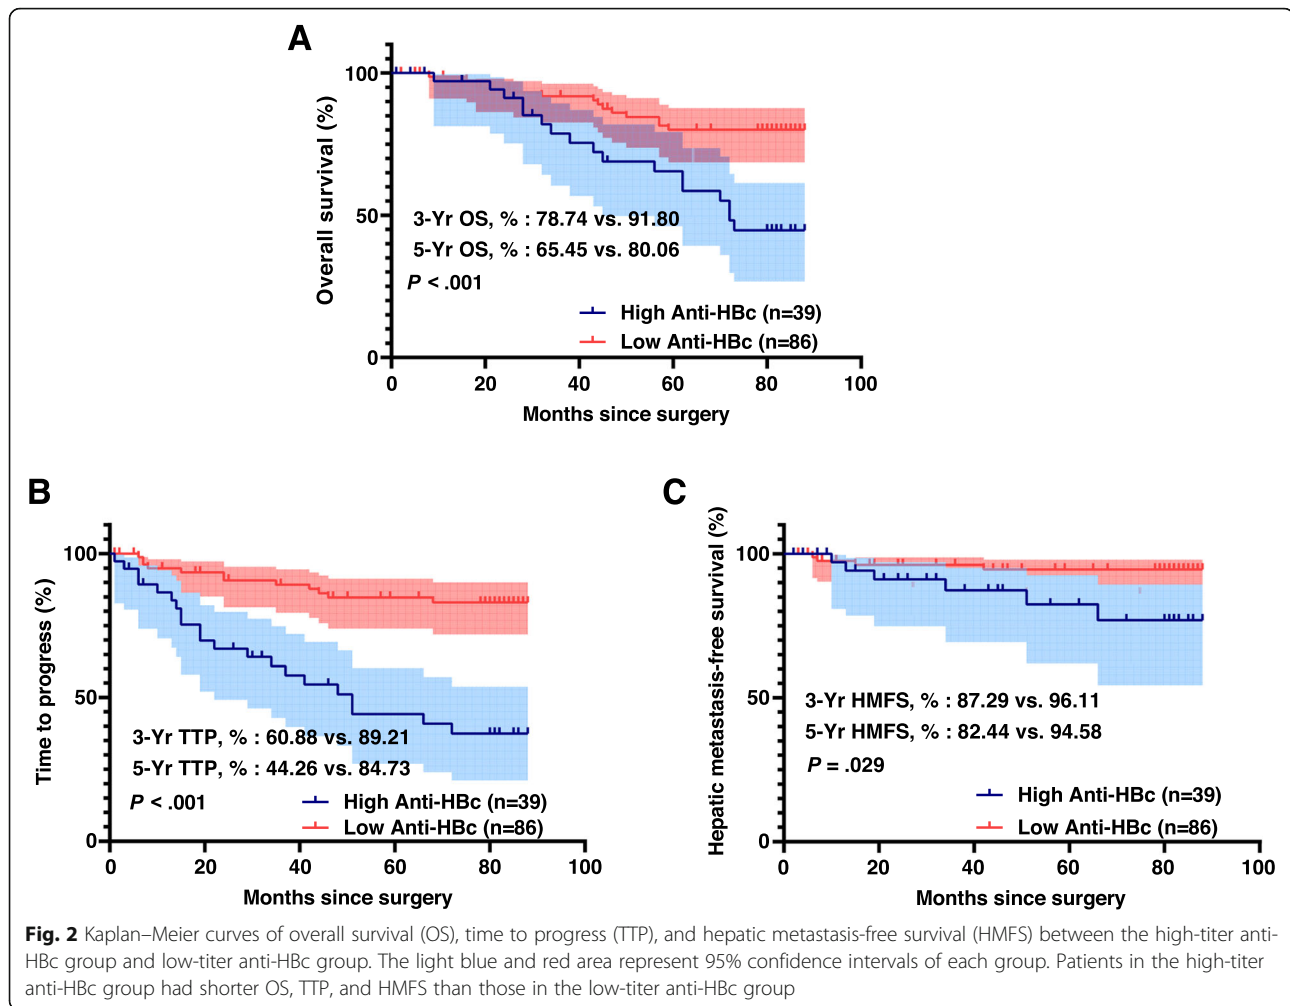 A
Overall survival (%)
100
50
0
3-Yr OS, % : 78.74 vs. 91.80
5-Yr OS, % : 65.45 vs. 80.06
P < .001
High Anti-HBc (n=39)
Low Anti-HBc (n=86)
0 20 40 60 80 100
Months since surgery
B
Time to progress (%)
100
50
0
3-Yr TTP, % : 60.88 vs. 89.21
5-Yr TTP, % : 44.26 vs. 84.73
P < .001
High Anti-HBc (n=39)
Low Anti-HBc (n=86)
0 20 40 60 80 100
Months since surgery
C
Hepatic metastasis-free survival (%)
100
50
0
3-Yr HMFS, % : 87.29 vs. 96.11
5-Yr HMFS, % : 82.44 vs. 94.58
P = .029
High Anti-HBc (n=39)
Low Anti-HBc (n=86)
0 20 40 60 80 100
Months since surgery
Fig. 2 Kaplan–Meier curves of overall survival (OS), time to progress (TTP), and hepatic metastasis-free survival (HMFS) between the high-titer anti-
HBc group and low-titer anti-HBc group. The light blue and red area represent 95% confidence intervals of each group. Patients in the high-titer
anti-HBc group had shorter OS, TTP, and HMFS than those in the low-titer anti-HBc group